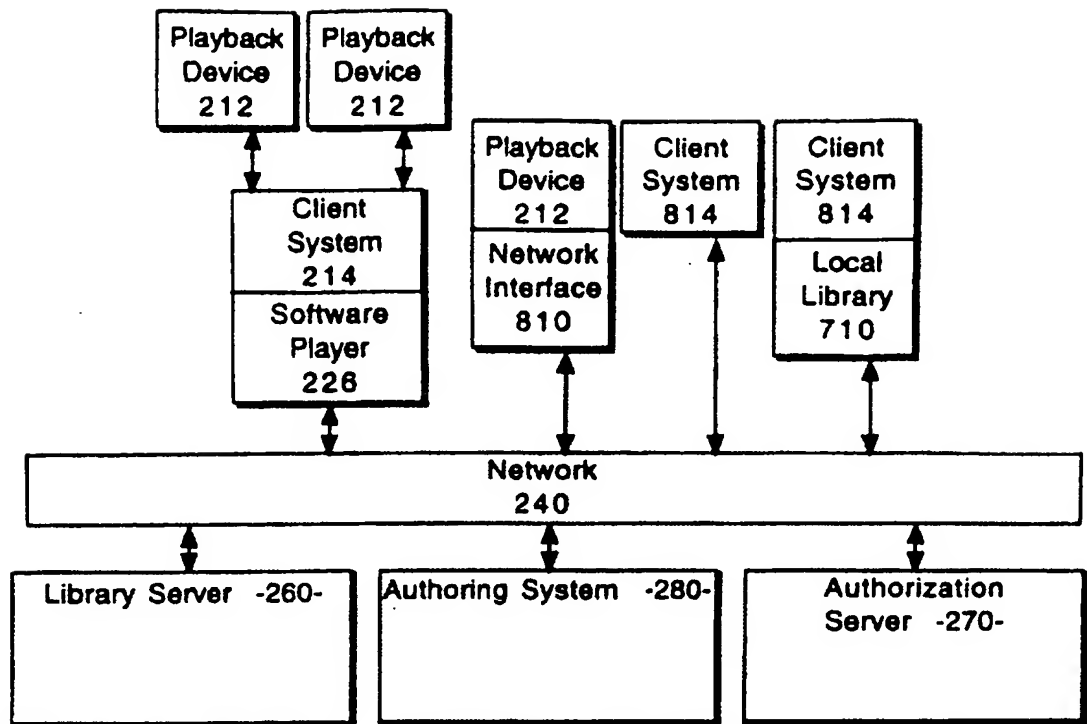 Playback
Device
212
Playback
Device
212
Playback
Device
212
Network
Interface
810
Client
System
814
Client
System
814
Local
Library
710
Client
System
214
Software
Player
226
Network
240
Library Server -260-
Authoring System -280-
Authorization
Server -270-